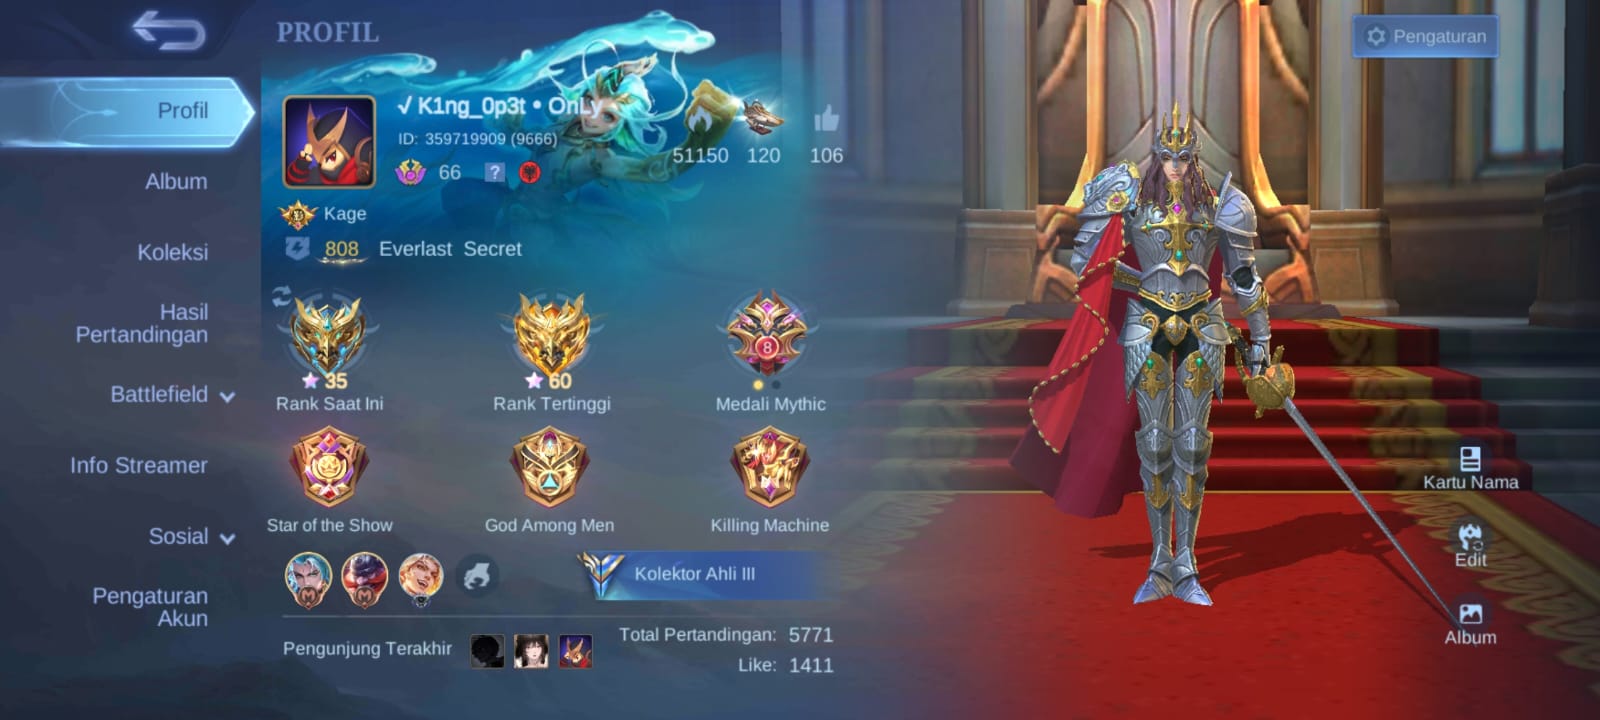 PROFIL
Pengaturan
Profil
Album
Koleksi
Hasil
Pertandingan
Battlefield
Info Streamer
Sosial
Pengaturan
Akun
√ K1ng_0p3t • OnLy
ID: 359719909 (9666)
66
?
51150
120
106
Kage
808 Everlast Secret
35
Rank Saat Ini
60
Rank Tertinggi
8
Medali Mythic
Star of the Show
God Among Men
Killing Machine
Kolektor Ahli III
Pengunjung Terakhir
Total Pertandingan: 5771
Like: 1411
Kartu Nama
Edit
Album